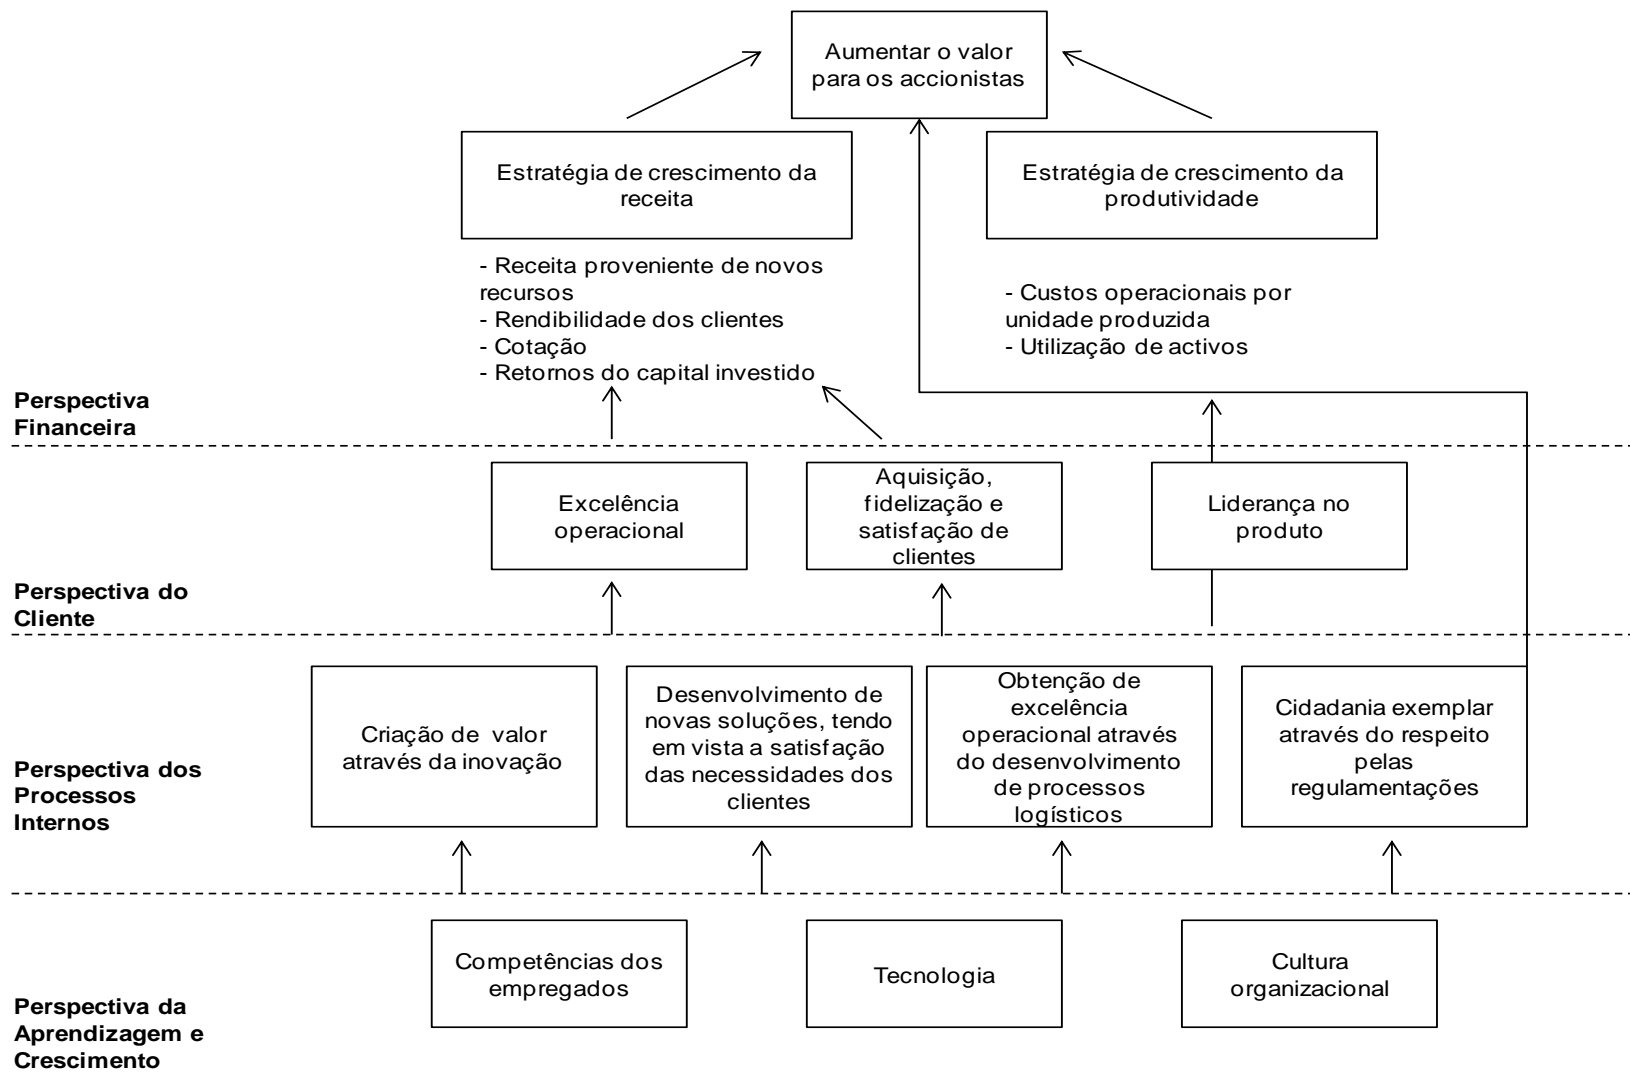 Aumentar o valor
para os accionistas
Estratégia de crescimento da
receita
Estratégia de crescimento da
produtividade
- Receita proveniente de novos
recursos
- Rendibilidade dos clientes
- Cotação
- Retornos do capital investido
- Custos operacionais por
unidade produzida
- Utilização de activos
Perspectiva
Financeira
Excelência
operacional
Aquisição,
fidelização e
satisfação de
clientes
Liderança no
produto
Perspectiva do
Cliente
Criação de valor
através da inovação
Desenvolvimento de
novas soluções, tendo
em vista a satisfação
das necessidades dos
clientes
Obtenção de
excelência
operacional através
do desenvolvimento
de processos
logísticos
Cidadania exemplar
através do respeito
pelas
regulamentações
Perspectiva dos
Processos
Internos
Competências dos
empregados
Tecnologia
Cultura
organizacional
Perspectiva da
Aprendizagem e
Crescimento